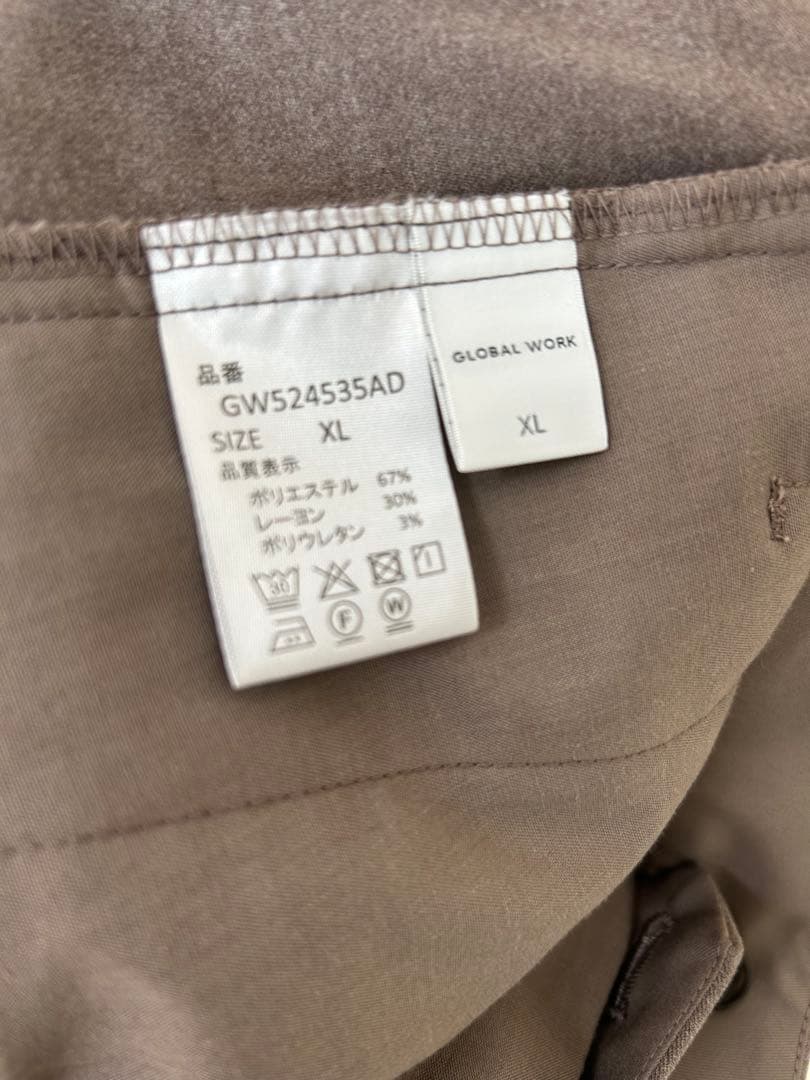 品番
GW524535AD
SIZE XL
品質表示
ポリエステル 67%
レーヨン 30%
ポリウレタン 3%
30
F
W
GLOBAL WORK
XL